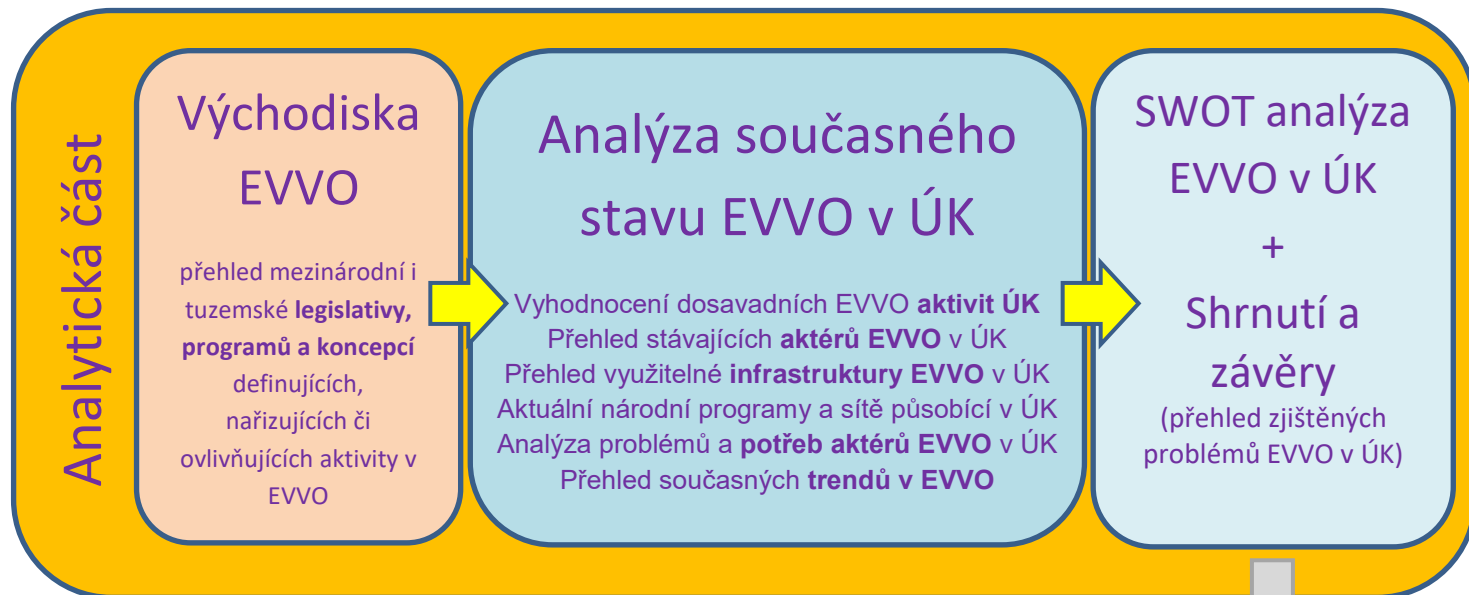 Analytická část
Východiska
EVVO
přehled mezinárodní i
tuzemské legislativy,
programů a koncepcí
definujících,
nařizujících či
ovlivňujících aktivity v
EVVO
Analýza současného
stavu EVVO v ÚK
Vyhodnocení dosavadních EVVO aktivit ÚK
Přehled stávajících aktérů EVVO v ÚK
Přehled využitelné infrastruktury EVVO v ÚK
Aktuální národní programy a sítě působící v ÚK
Analýza problémů a potřeb aktérů EVVO v ÚK
Přehled současných trendů v EVVO
SWOT analýza
EVVO v ÚK
+
Shrnutí a
závěry
(přehled zjištěných
problémů EVVO v ÚK)